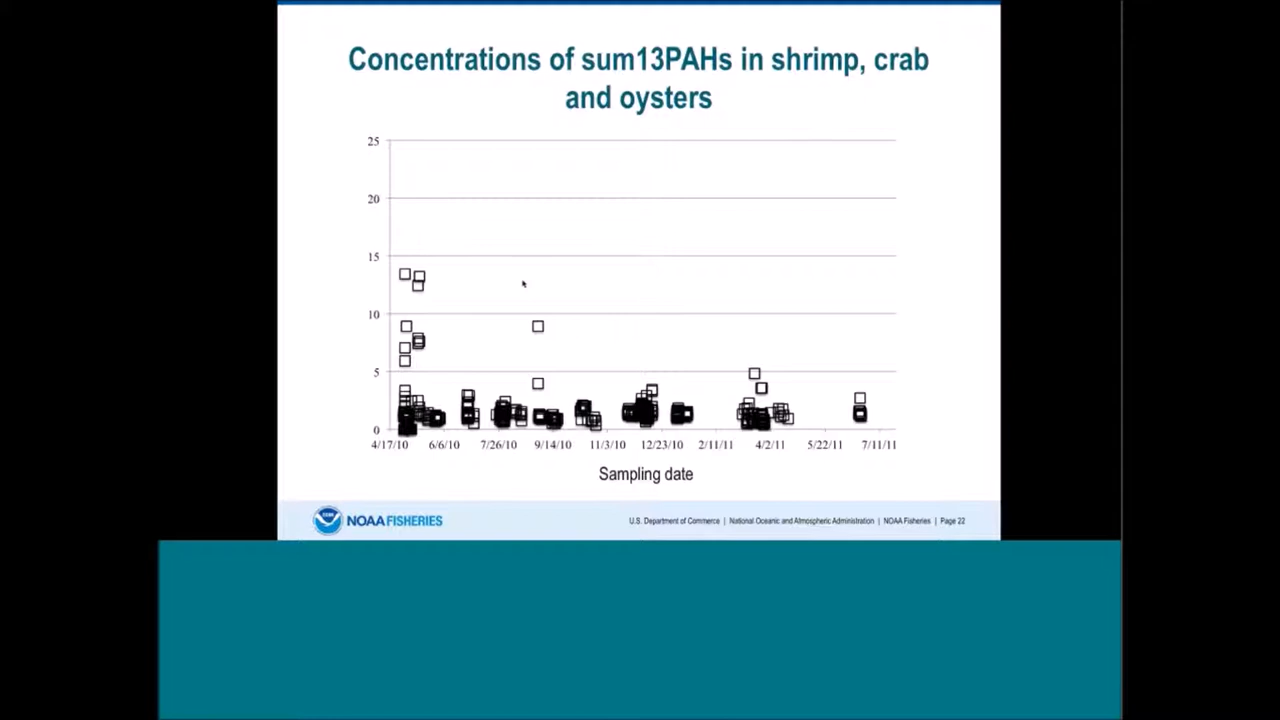 Concentrations of sum13PAHs in shrimp, crab
and oysters
25
20
15
10
5
0
4/17/10 6/6/10 7/26/10 9/14/10 11/3/10 12/23/10 2/11/11 4/2/11 5/22/11 7/11/11
Sampling date
NOAA FISHERIES
U.S. Department of Commerce | National Oceanic and Atmospheric Administration | NOAA Fisheries | Page 22